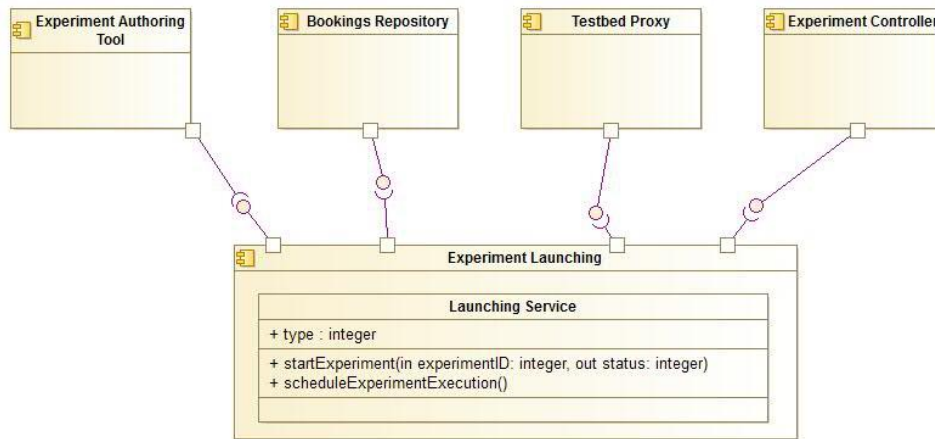 Experiment Authoring
Tool
Bookings Repository
Testbed Proxy
Experiment Controller
Experiment Launching
Launching Service
+ type : integer
+ startExperiment(in experimentID: integer, out status: integer)
+ scheduleExperimentExecution()